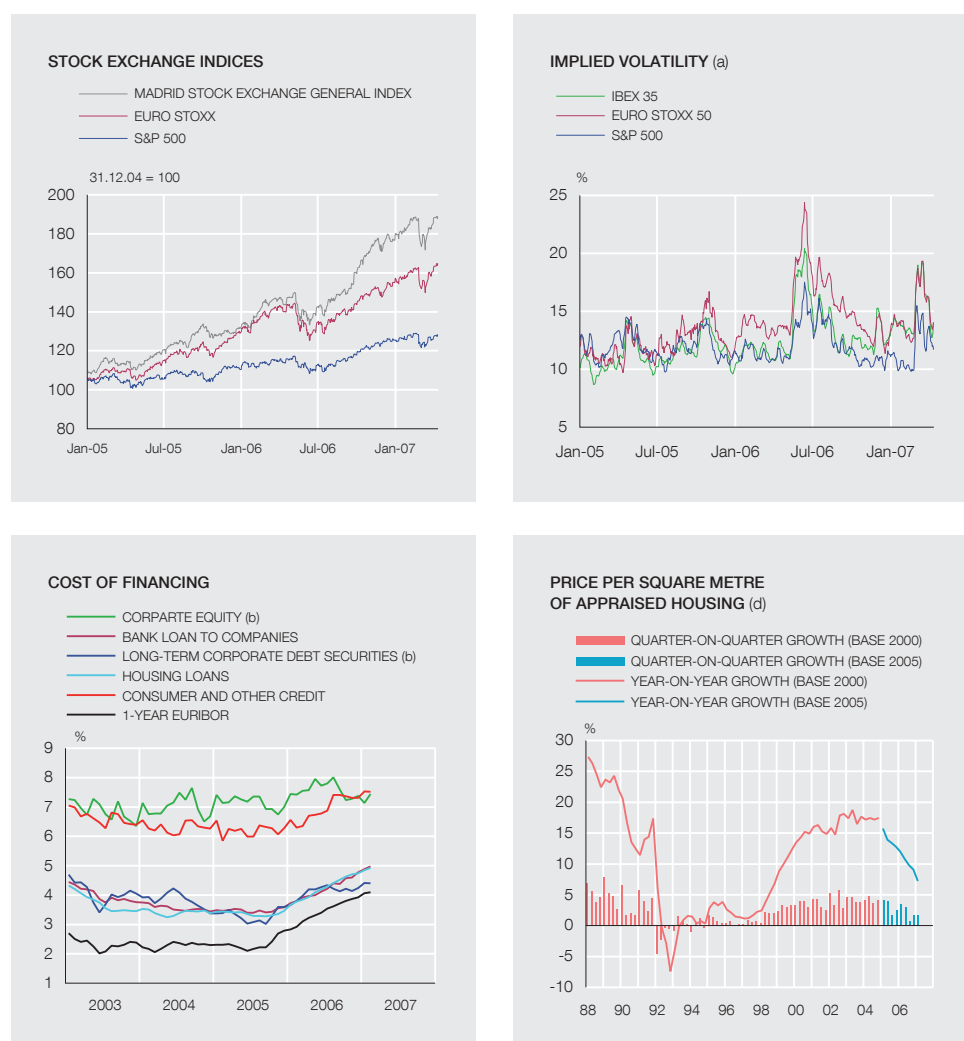 STOCK EXCHANGE INDICES
MADRID STOCK EXCHANGE GENERAL INDEX
EURO STOXX
S&P 500
31.12.04 = 100
200
180
160
140
120
100
80
Jan-05 Jul-05 Jan-06 Jul-06 Jan-07
IMPLIED VOLATILITY (a)
IBEX 35
EURO STOXX 50
S&P 500
%
25
20
15
10
5
Jan-05 Jul-05 Jan-06 Jul-06 Jan-07
COST OF FINANCING
CORPARTE EQUITY (b)
BANK LOAN TO COMPANIES
LONG-TERM CORPORATE DEBT SECURITIES (b)
HOUSING LOANS
CONSUMER AND OTHER CREDIT
1-YEAR EURIBOR
%
9
8
7
6
5
4
3
2
1
2003 2004 2005 2006 2007
PRICE PER SQUARE METRE
OF APPRAISED HOUSING (d)
QUARTER-ON-QUARTER GROWTH (BASE 2000)
QUARTER-ON-QUARTER GROWTH (BASE 2005)
YEAR-ON-YEAR GROWTH (BASE 2000)
YEAR-ON-YEAR GROWTH (BASE 2005)
%
30
25
20
15
10
5
0
-5
-10
88 90 92 94 96 98 00 02 04 06